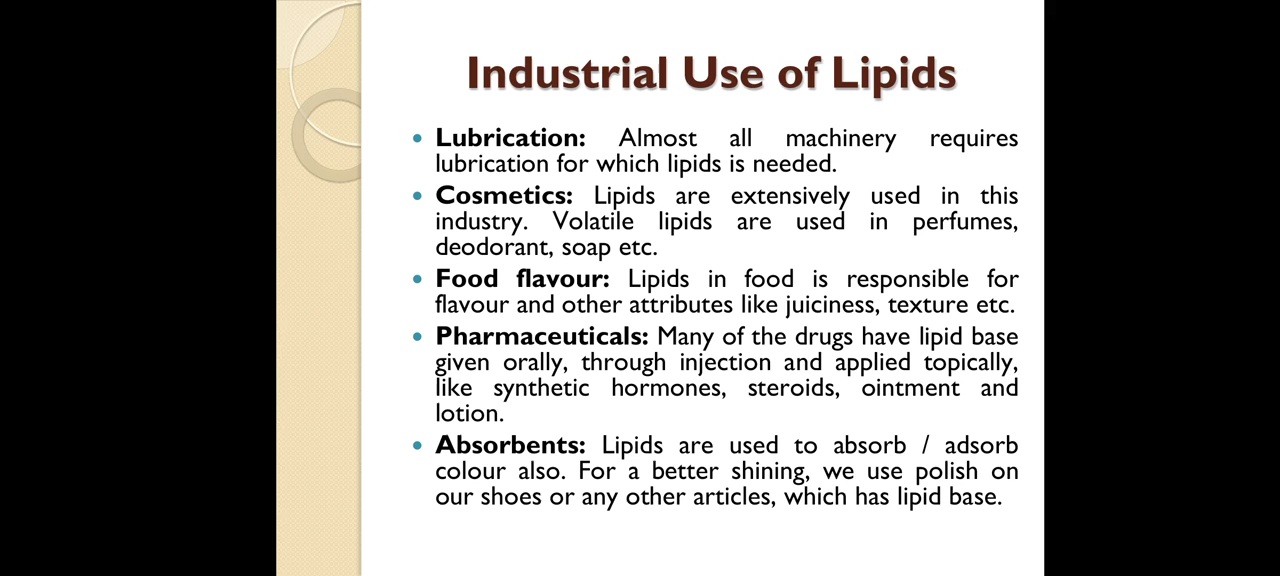 Industrial Use of Lipids
• Lubrication: Almost all machinery requires
lubrication for which lipids is needed.
• Cosmetics: Lipids are extensively used in this
industry. Volatile lipids are used in perfumes,
deodorant, soap etc.
• Food flavour: Lipids in food is responsible for
flavour and other attributes like juiciness, texture etc.
• Pharmaceuticals: Many of the drugs have lipid base
given orally, through injection and applied topically,
like synthetic hormones, steroids, ointment and
lotion.
• Absorbents: Lipids are used to absorb / adsorb
colour also. For a better shining, we use polish on
our shoes or any other articles, which has lipid base.